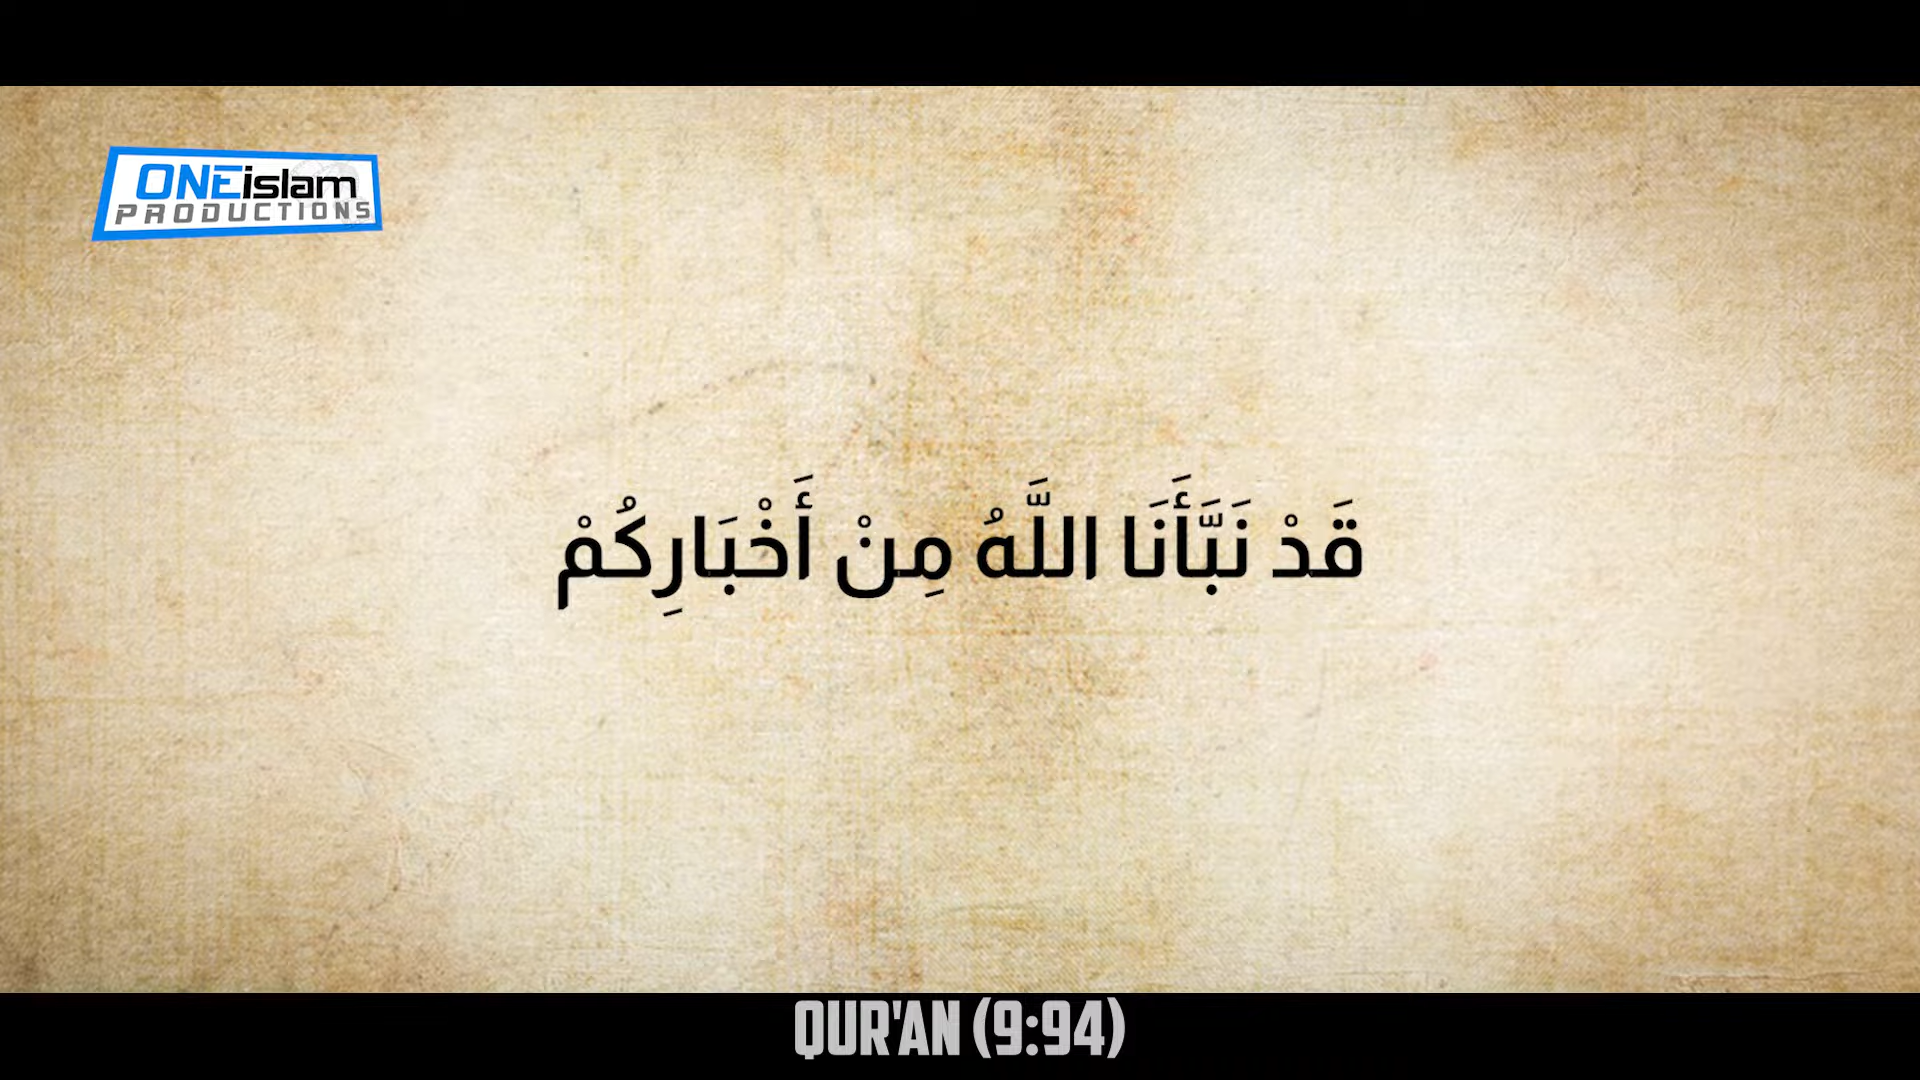 ONEislam
PRODUCTIONS
قَدْ نَبَّأَنَا اللَّهُ مِنْ أَخْبَارِكُمْ
QUR'AN (9:94)